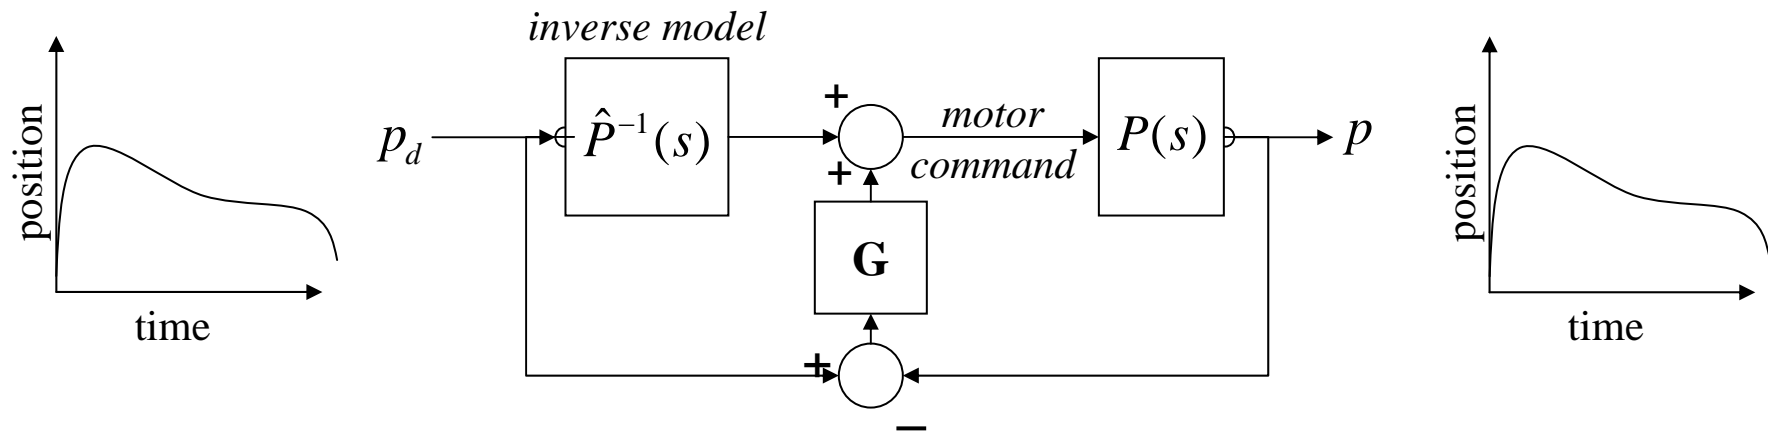 inverse model
position
time
p_d
P̂⁻¹(s)
+
+
motor
command
P(s)
p
G
+
−
position
time